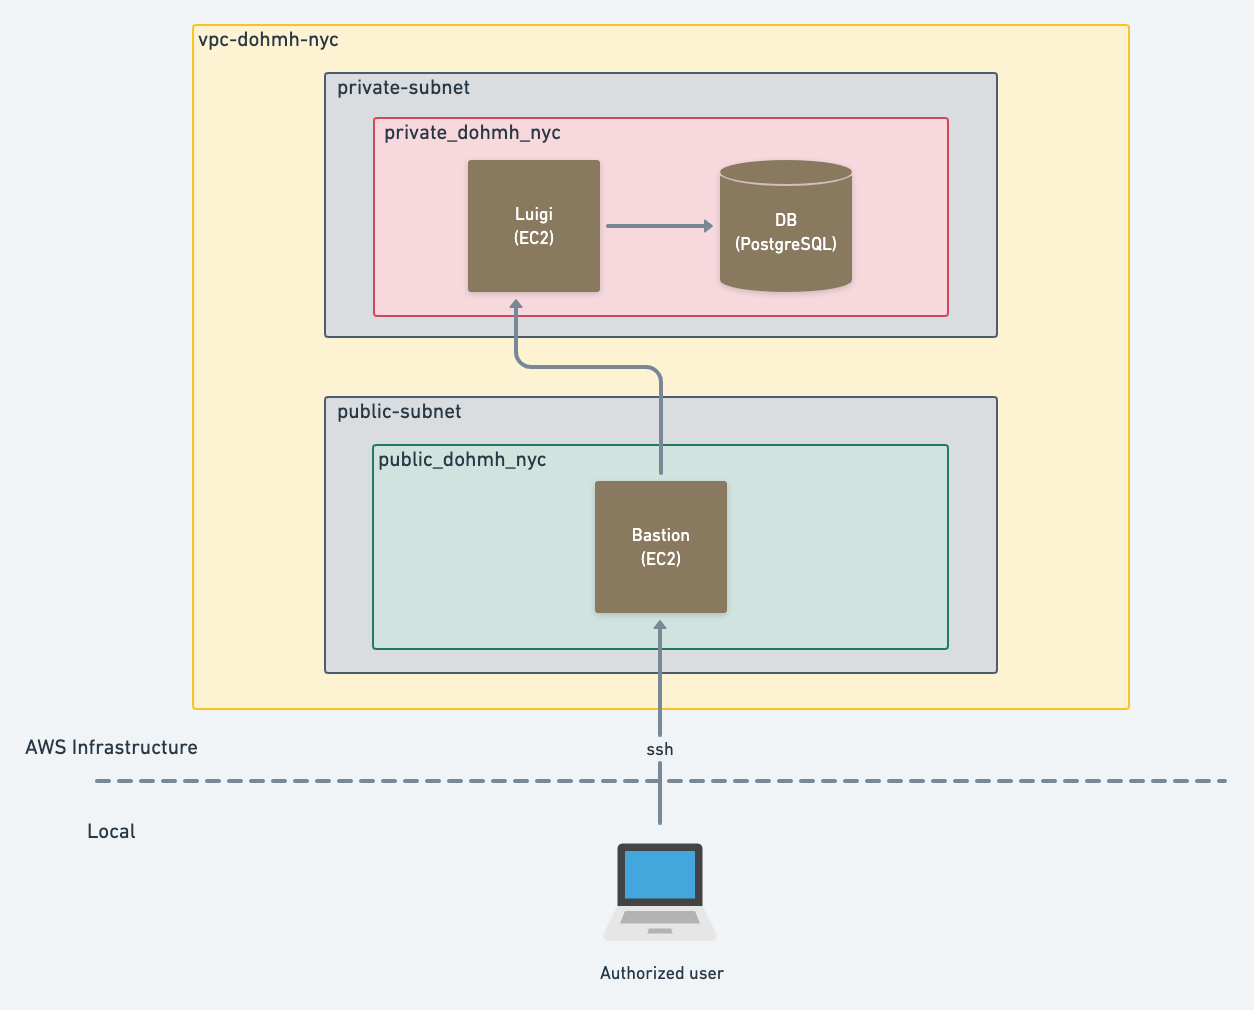 vpc-dohmh-nyc
private-subnet
private_dohmh_nyc
Luigi
(EC2)
DB
(PostgreSQL)
public-subnet
public_dohmh_nyc
Bastion
(EC2)
AWS Infrastructure
ssh
Local
Authorized user